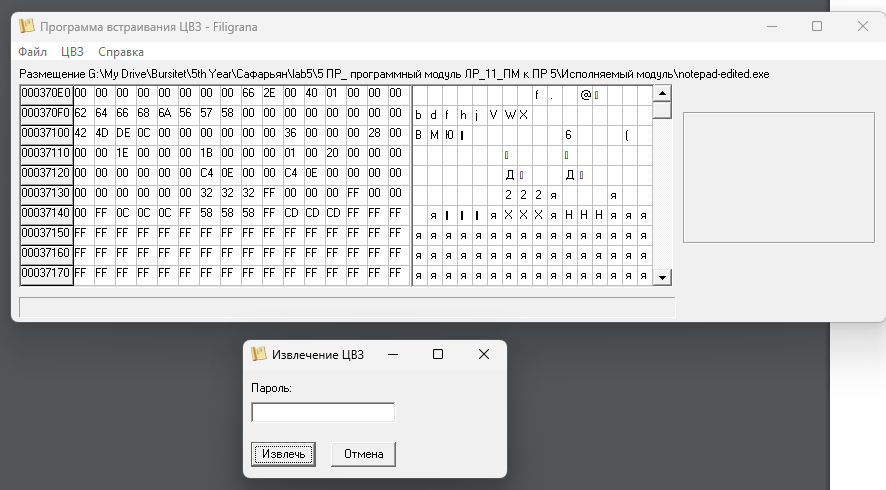 Программа встраивания ЦВЗ - Filigrana
Файл ЦВЗ Справка
Размещение G:\My Drive\Bursitet\5th Year\Сафарьян\lab5\5 ПР_ программный модуль ЛР_11_ПМ к ПР 5\Исполняемый модуль\notepad-edited.exe
000370E0 00 00 00 00 00 00 00 00 66 2E 00 40 01 00 00 00 f . @
000370F0 62 64 66 68 6A 56 57 58 00 00 00 00 00 00 00 00 b d f h j V W X
00037100 42 4D DE 0C 00 00 00 00 00 00 36 00 00 00 28 00 B M Ю 6 (
00037110 00 00 1E 00 00 00 1B 00 00 00 01 00 20 00 00 00
00037120 00 00 00 00 00 00 C4 0E 00 00 C4 0E 00 00 00 00 Д Д
00037130 00 00 00 00 00 00 32 32 32 FF 00 00 00 FF 00 00 2 2 2 я я
00037140 00 FF 0C 0C 0C FF 58 58 58 FF CD CD CD FF FF FF я я X X X я Н Н Н я я я
00037150 FF FF FF FF FF FF FF FF FF FF FF FF FF FF FF FF я я я я я я я я я я я я я я я я
00037160 FF FF FF FF FF FF FF FF FF FF FF FF FF FF FF FF я я я я я я я я я я я я я я я я
00037170 FF FF FF FF FF FF FF FF FF FF FF FF FF FF FF FF я я я я я я я я я я я я я я я я
Извлечение ЦВЗ
Пароль:
Извлечь Отмена